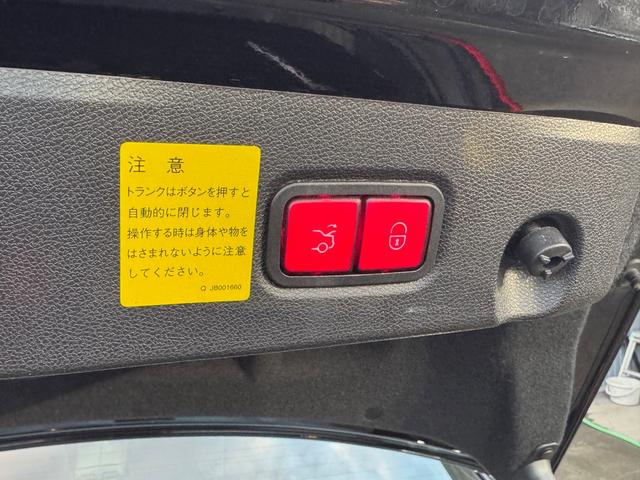 注 意
トランクはボタンを押すと
自動的に閉じます。
操作する時は身体や物を
はさまれないように注意
してください。
Q JB001660